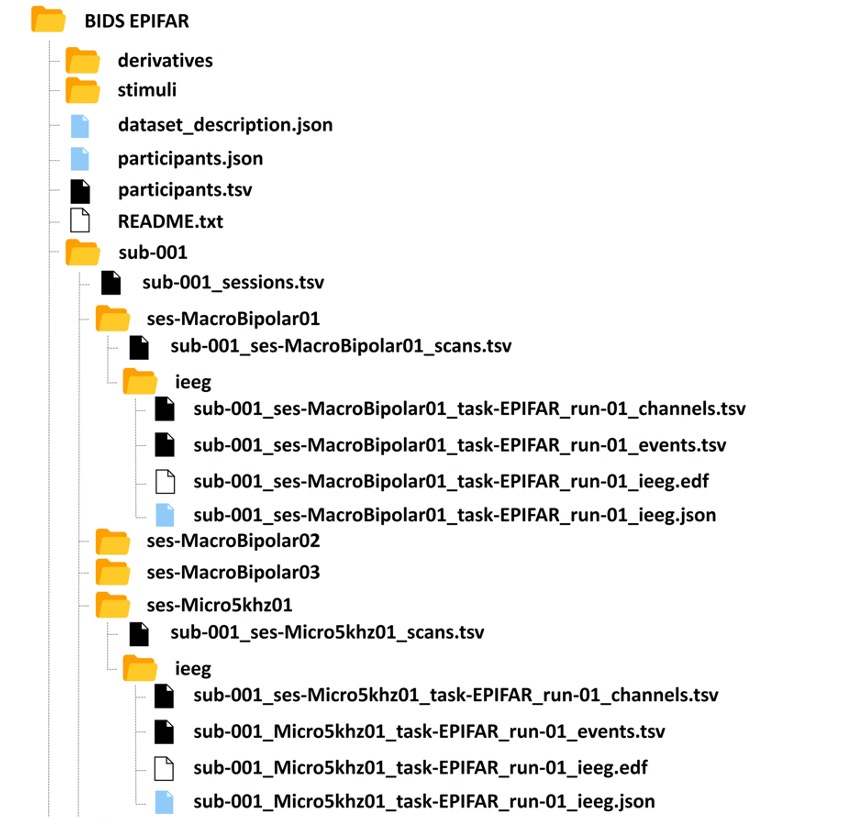 BIDS EPIFAR
derivatives
stimuli
dataset_description.json
participants.json
participants.tsv
README.txt
sub-001
sub-001_sessions.tsv
ses-MacroBipolar01
sub-001_ses-MacroBipolar01_scans.tsv
ieeg
sub-001_ses-MacroBipolar01_task-EPIFAR_run-01_channels.tsv
sub-001_ses-MacroBipolar01_task-EPIFAR_run-01_events.tsv
sub-001_ses-MacroBipolar01_task-EPIFAR_run-01_ieeg.edf
sub-001_ses-MacroBipolar01_task-EPIFAR_run-01_ieeg.json
ses-MacroBipolar02
ses-MacroBipolar03
ses-Micro5khz01
sub-001_ses-Micro5khz01_scans.tsv
ieeg
sub-001_ses-Micro5khz01_task-EPIFAR_run-01_channels.tsv
sub-001_Micro5khz01_task-EPIFAR_run-01_events.tsv
sub-001_Micro5khz01_task-EPIFAR_run-01_ieeg.edf
sub-001_Micro5khz01_task-EPIFAR_run-01_ieeg.json